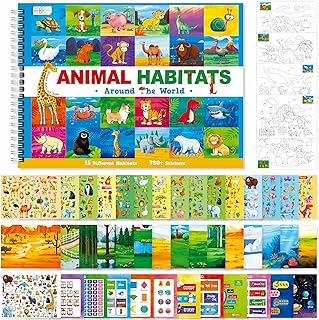 ANIMAL HABITATS
Around The World
15 Different Habitats 780+ Stickers